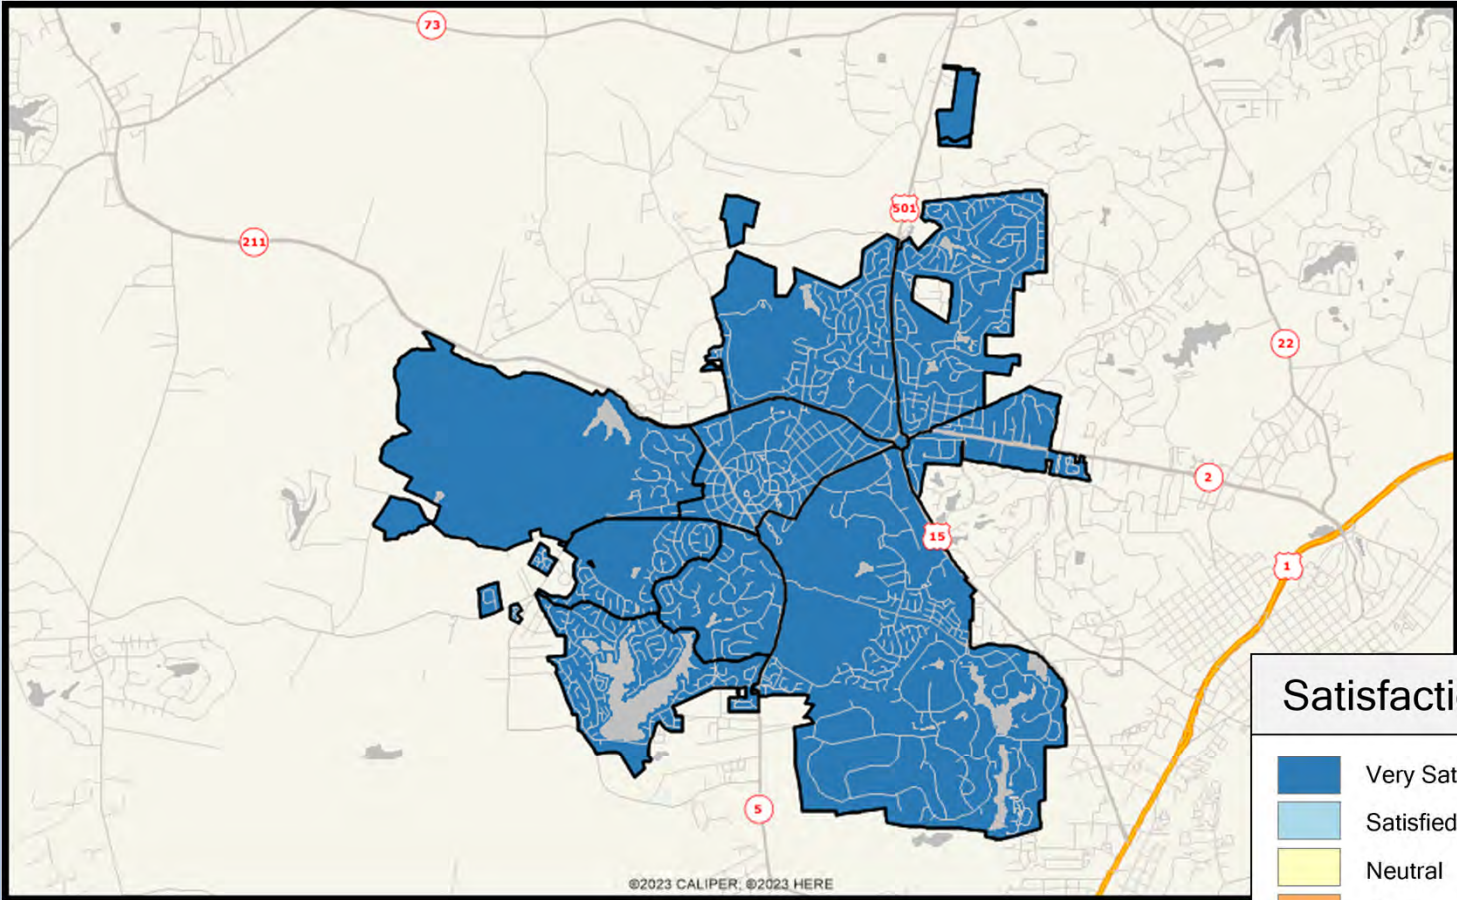 73
501
211
22
2
15
1
Satisfacti
Very Sat
Satisfied
Neutral
5
©2023 CALIPER; ©2023 HERE